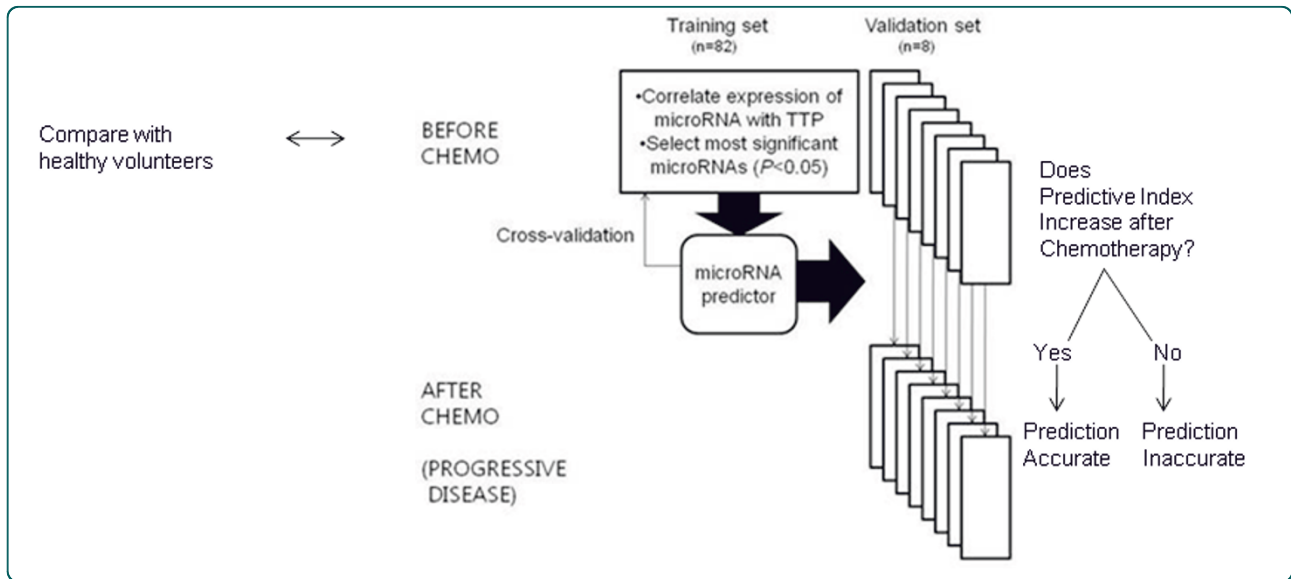 Training set
(n=82)
Validation set
(n=8)
•Correlate expression of
microRNA with TTP
•Select most significant
microRNAs (P<0.05)
Compare with
healthy volunteers
BEFORE
CHEMO
Cross-validation
microRNA
predictor
Does
Predictive Index
Increase after
Chemotherapy?
Yes
No
AFTER
CHEMO
(PROGRESSIVE
DISEASE)
Prediction
Accurate
Prediction
Inaccurate